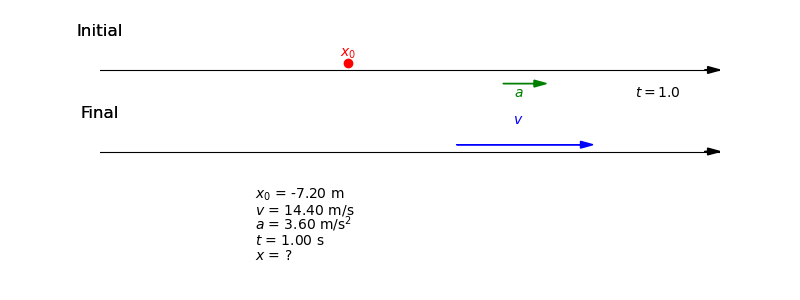 Initial
x₀
a
t = 1.0
Final
v
x₀ = -7.20 m
v = 14.40 m/s
a = 3.60 m/s²
t = 1.00 s
x = ?